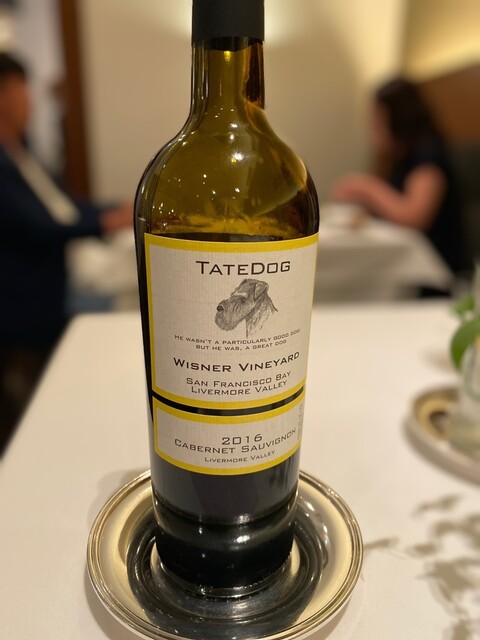 TATEDOG
HE WASN'T A PARTICULARLY GOOD DOG
BUT HE WAS, A GREAT DOG
WISNER VINEYARD
SAN FRANCISCO BAY
LIVERMORE VALLEY
2016
CABERNET SAUVIGNON
LIVERMORE VALLEY